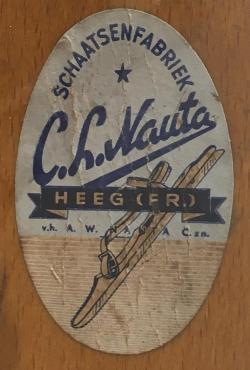 SCHAATSENFABRIEK
C. L. Nauta
HEEG (FR.)
v.h. A. W. NAUTA C. zn.